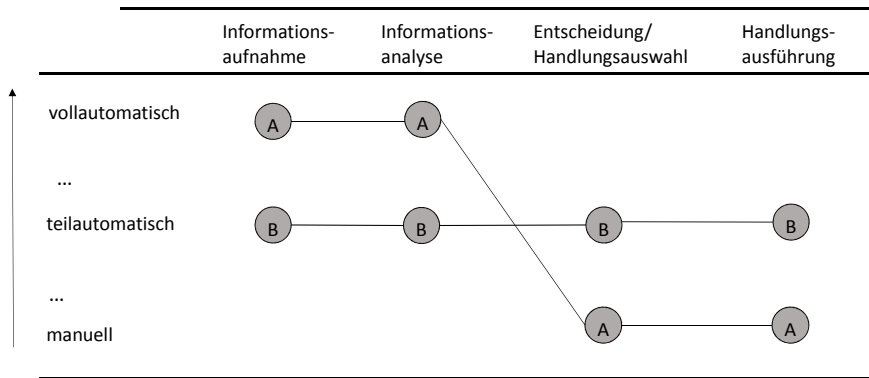 Informations-
aufnahme
Informations-
analyse
Entscheidung/
Handlungsauswahl
Handlungs-
ausführung
vollautomatisch
A
A
...
teilautomatisch
B
B
B
B
...
manuell
A
A